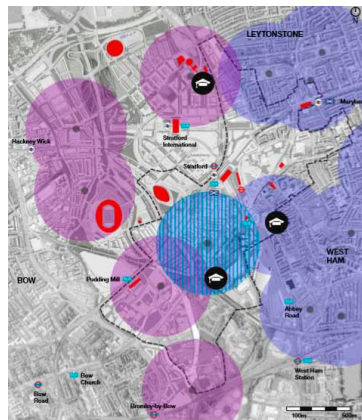 LEYTONSTONE
Maryland
Stratford
International
Hackney Wick
Stratford
WEST
HAM
BOW
Pudding Mill
Abbey
Road
West Ham
Station
Bow
Church
Bow
Road
Bromley-by-Bow
100m
500m